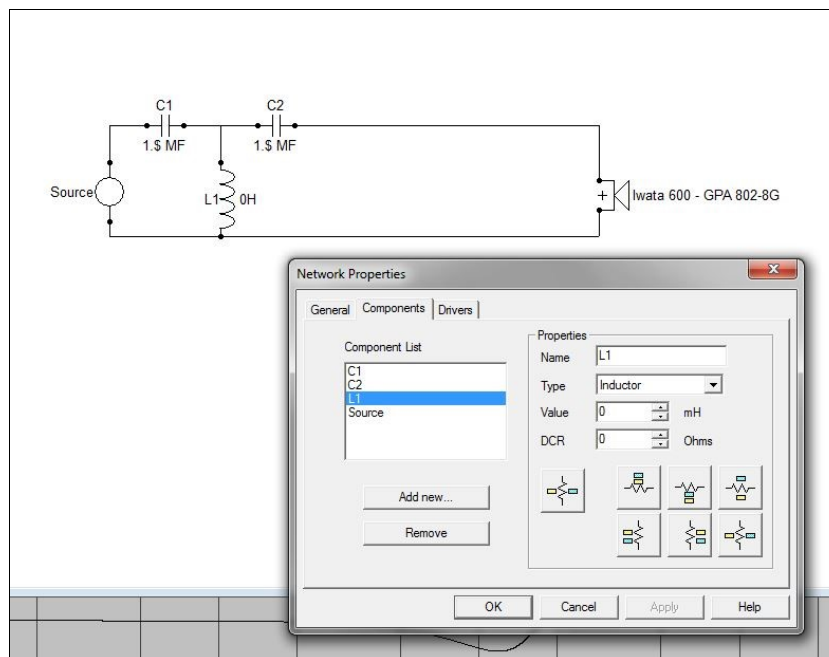 C1
C2
1.$ MF
1.$ MF
Source
L1
0H
+
Iwata 600 - GPA 802-8G
Network Properties
X
General
Components
Drivers
Component List
C1
C2
L1
Source
Add new...
Remove
Properties
Name
L1
Type
Inductor
Value
0
mH
DCR
0
Ohms
OK
Cancel
Apply
Help